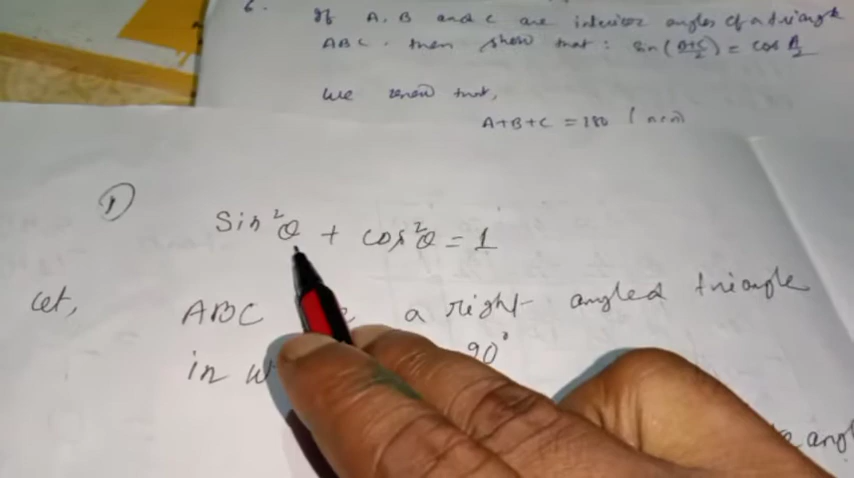 6.
If A, B and C are interior angles of a triangle
ABC, then show that: sin(B+C/2) = cos A/2
We know that,
A+B+C = 180
1)
Sin²θ + cos²θ = 1
Let,
ABC a right angled triangle
in 90°
angl